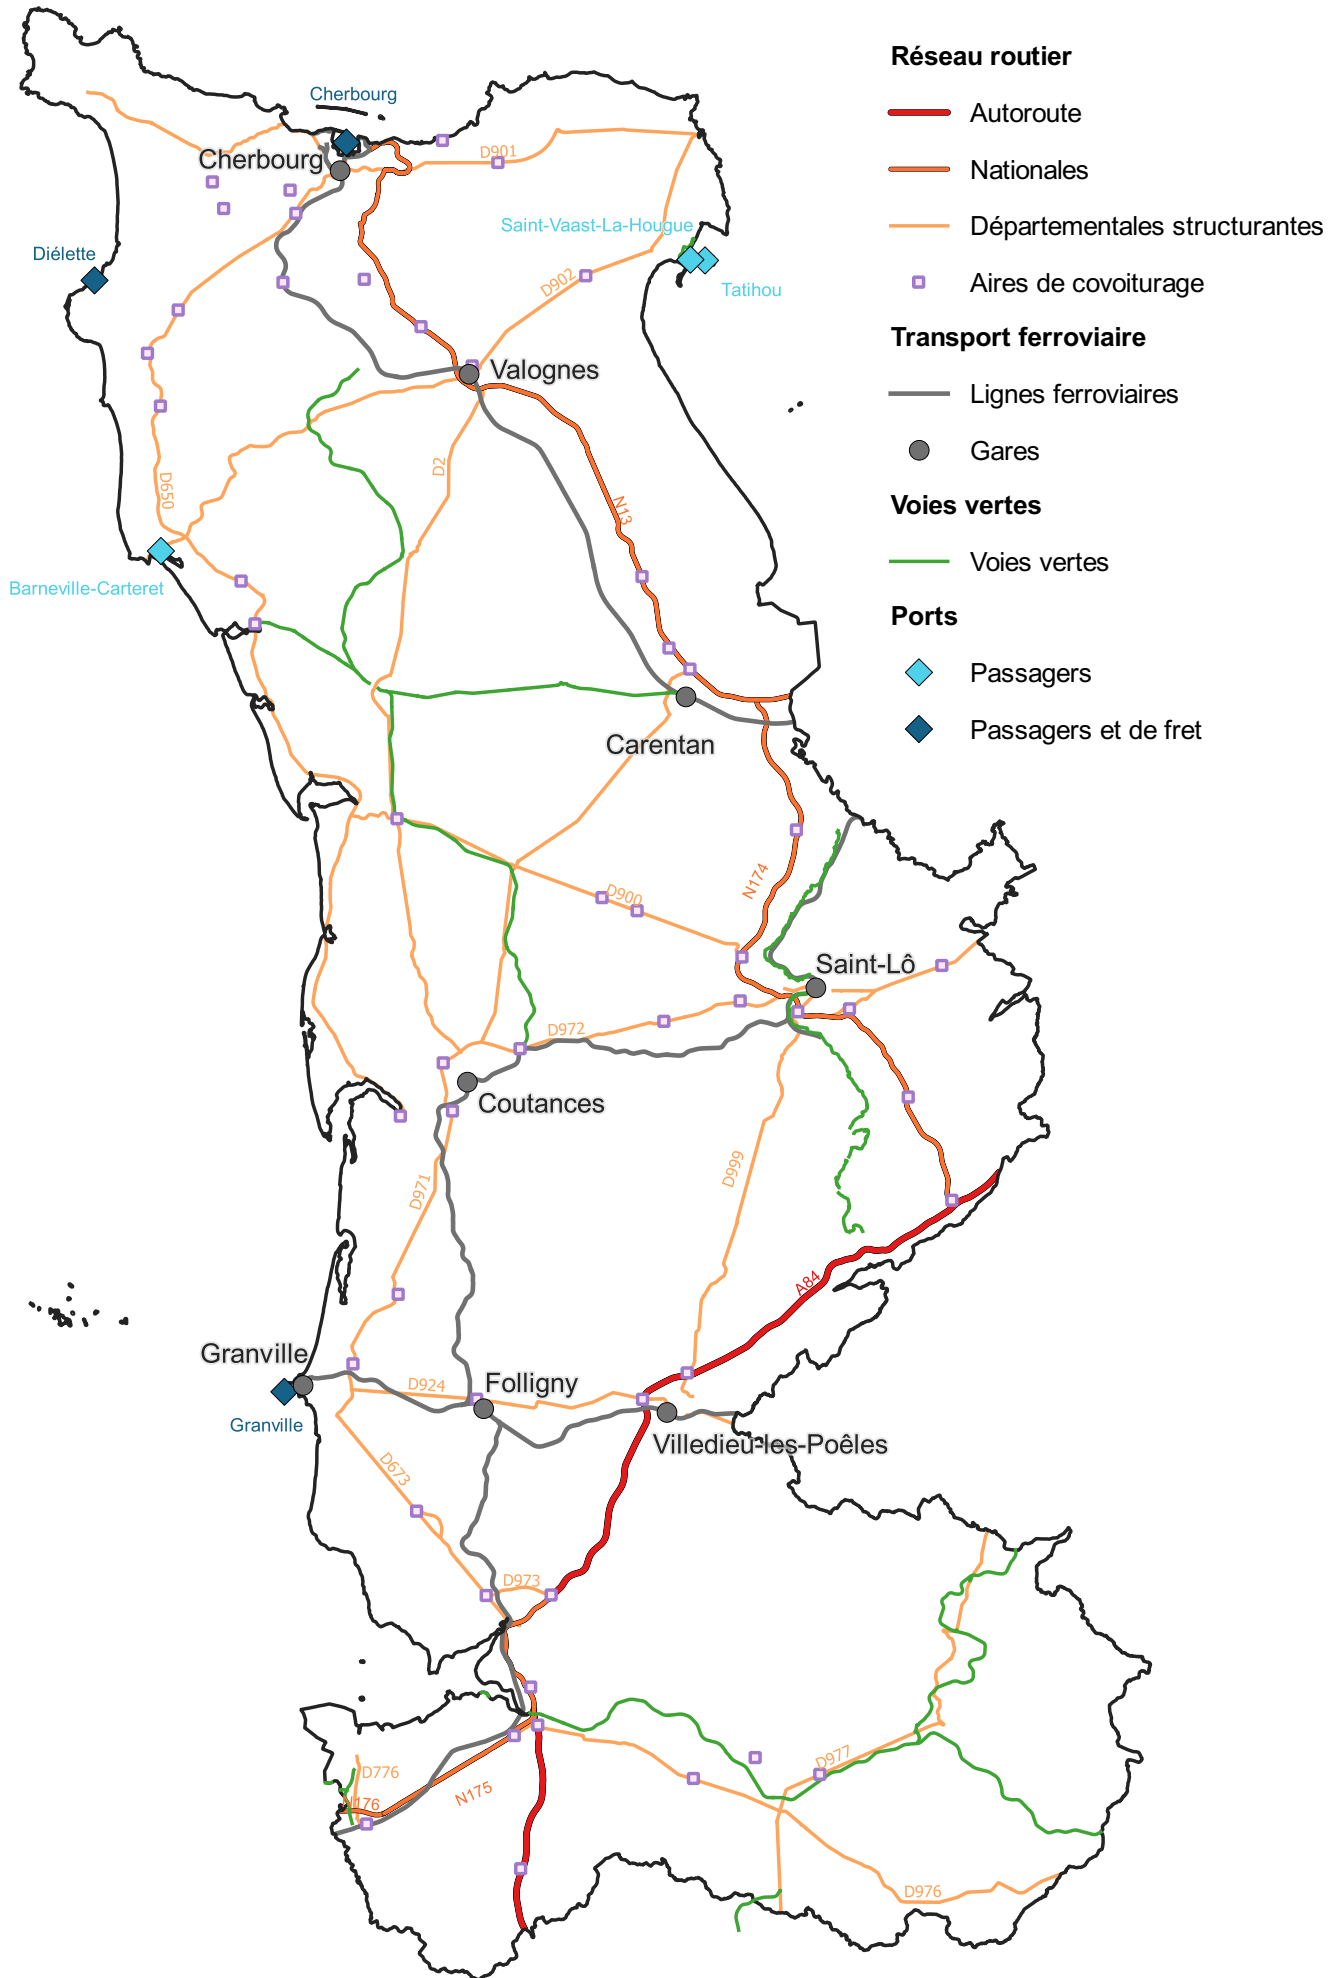 Réseau routier
Autoroute
Nationales
Départementales structurantes
Aires de covoiturage
Transport ferroviaire
Lignes ferroviaires
Gares
Voies vertes
Voies vertes
Ports
Passagers
Passagers et de fret
Cherbourg
Cherbourg
D901
Saint-Vaast-La-Hougue
Diélette
D902
Tatihou
Valognes
D2
D650
N13
Barneville-Carteret
Carentan
N174
D900
Saint-Lô
D972
Coutances
D999
D971
A84
Granville
D924
Folligny
Granville
Villedieu-les-Poêles
D673
D973
D977
D776
N175
N176
D976